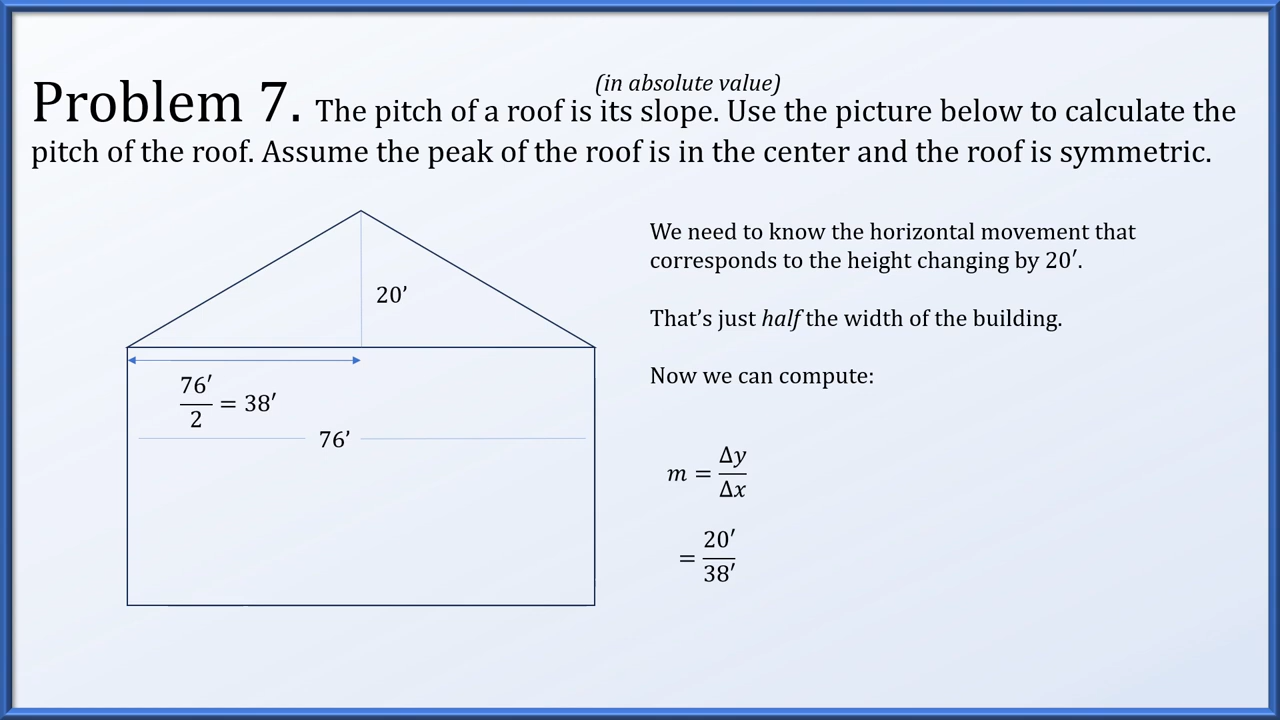 (in absolute value)
Problem 7. The pitch of a roof is its slope. Use the picture below to calculate the
pitch of the roof. Assume the peak of the roof is in the center and the roof is symmetric.
20’
76′/2 = 38′
76’
We need to know the horizontal movement that
corresponds to the height changing by 20′.
That’s just half the width of the building.
Now we can compute:
m = Δy/Δx
= 20′/38′